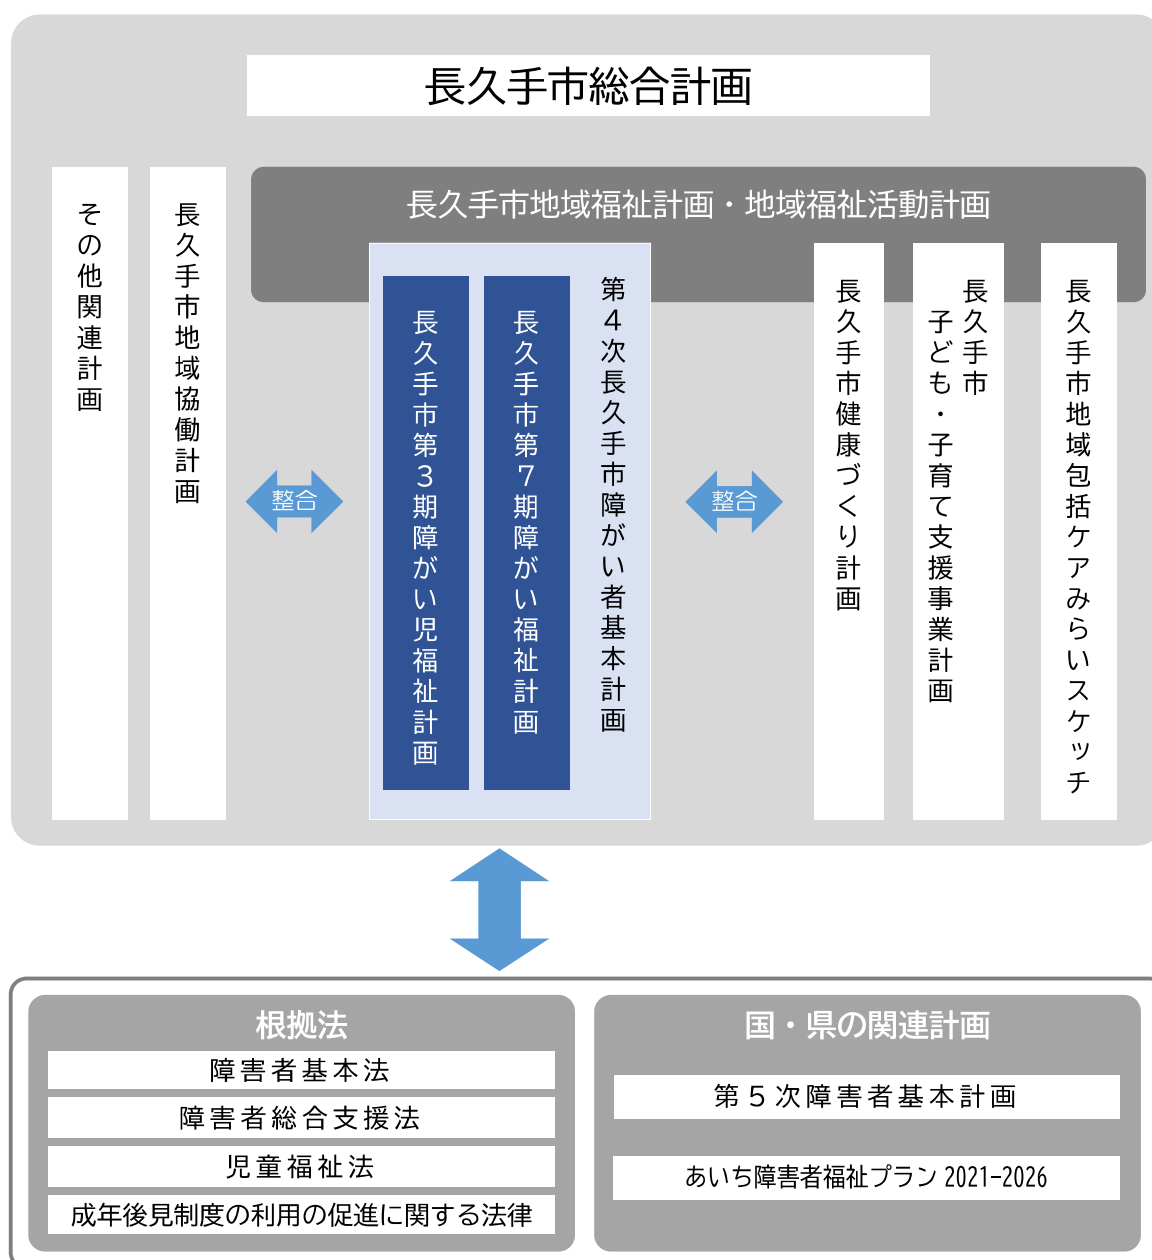 長久手市総合計画
長久手市地域福祉計画・地域福祉活動計画
その他関連計画
長久手市地域協働計画
整合
長久手市第３期障がい児福祉計画
長久手市第７期障がい福祉計画
第４次長久手市障がい者基本計画
整合
長久手市健康づくり計画
長久手市
子ども・子育て支援事業計画
長久手市地域包括ケアみらいスケッチ
根拠法
障害者基本法
障害者総合支援法
児童福祉法
成年後見制度の利用の促進に関する法律
国・県の関連計画
第５次障害者基本計画
あいち障害者福祉プラン 2021-2026